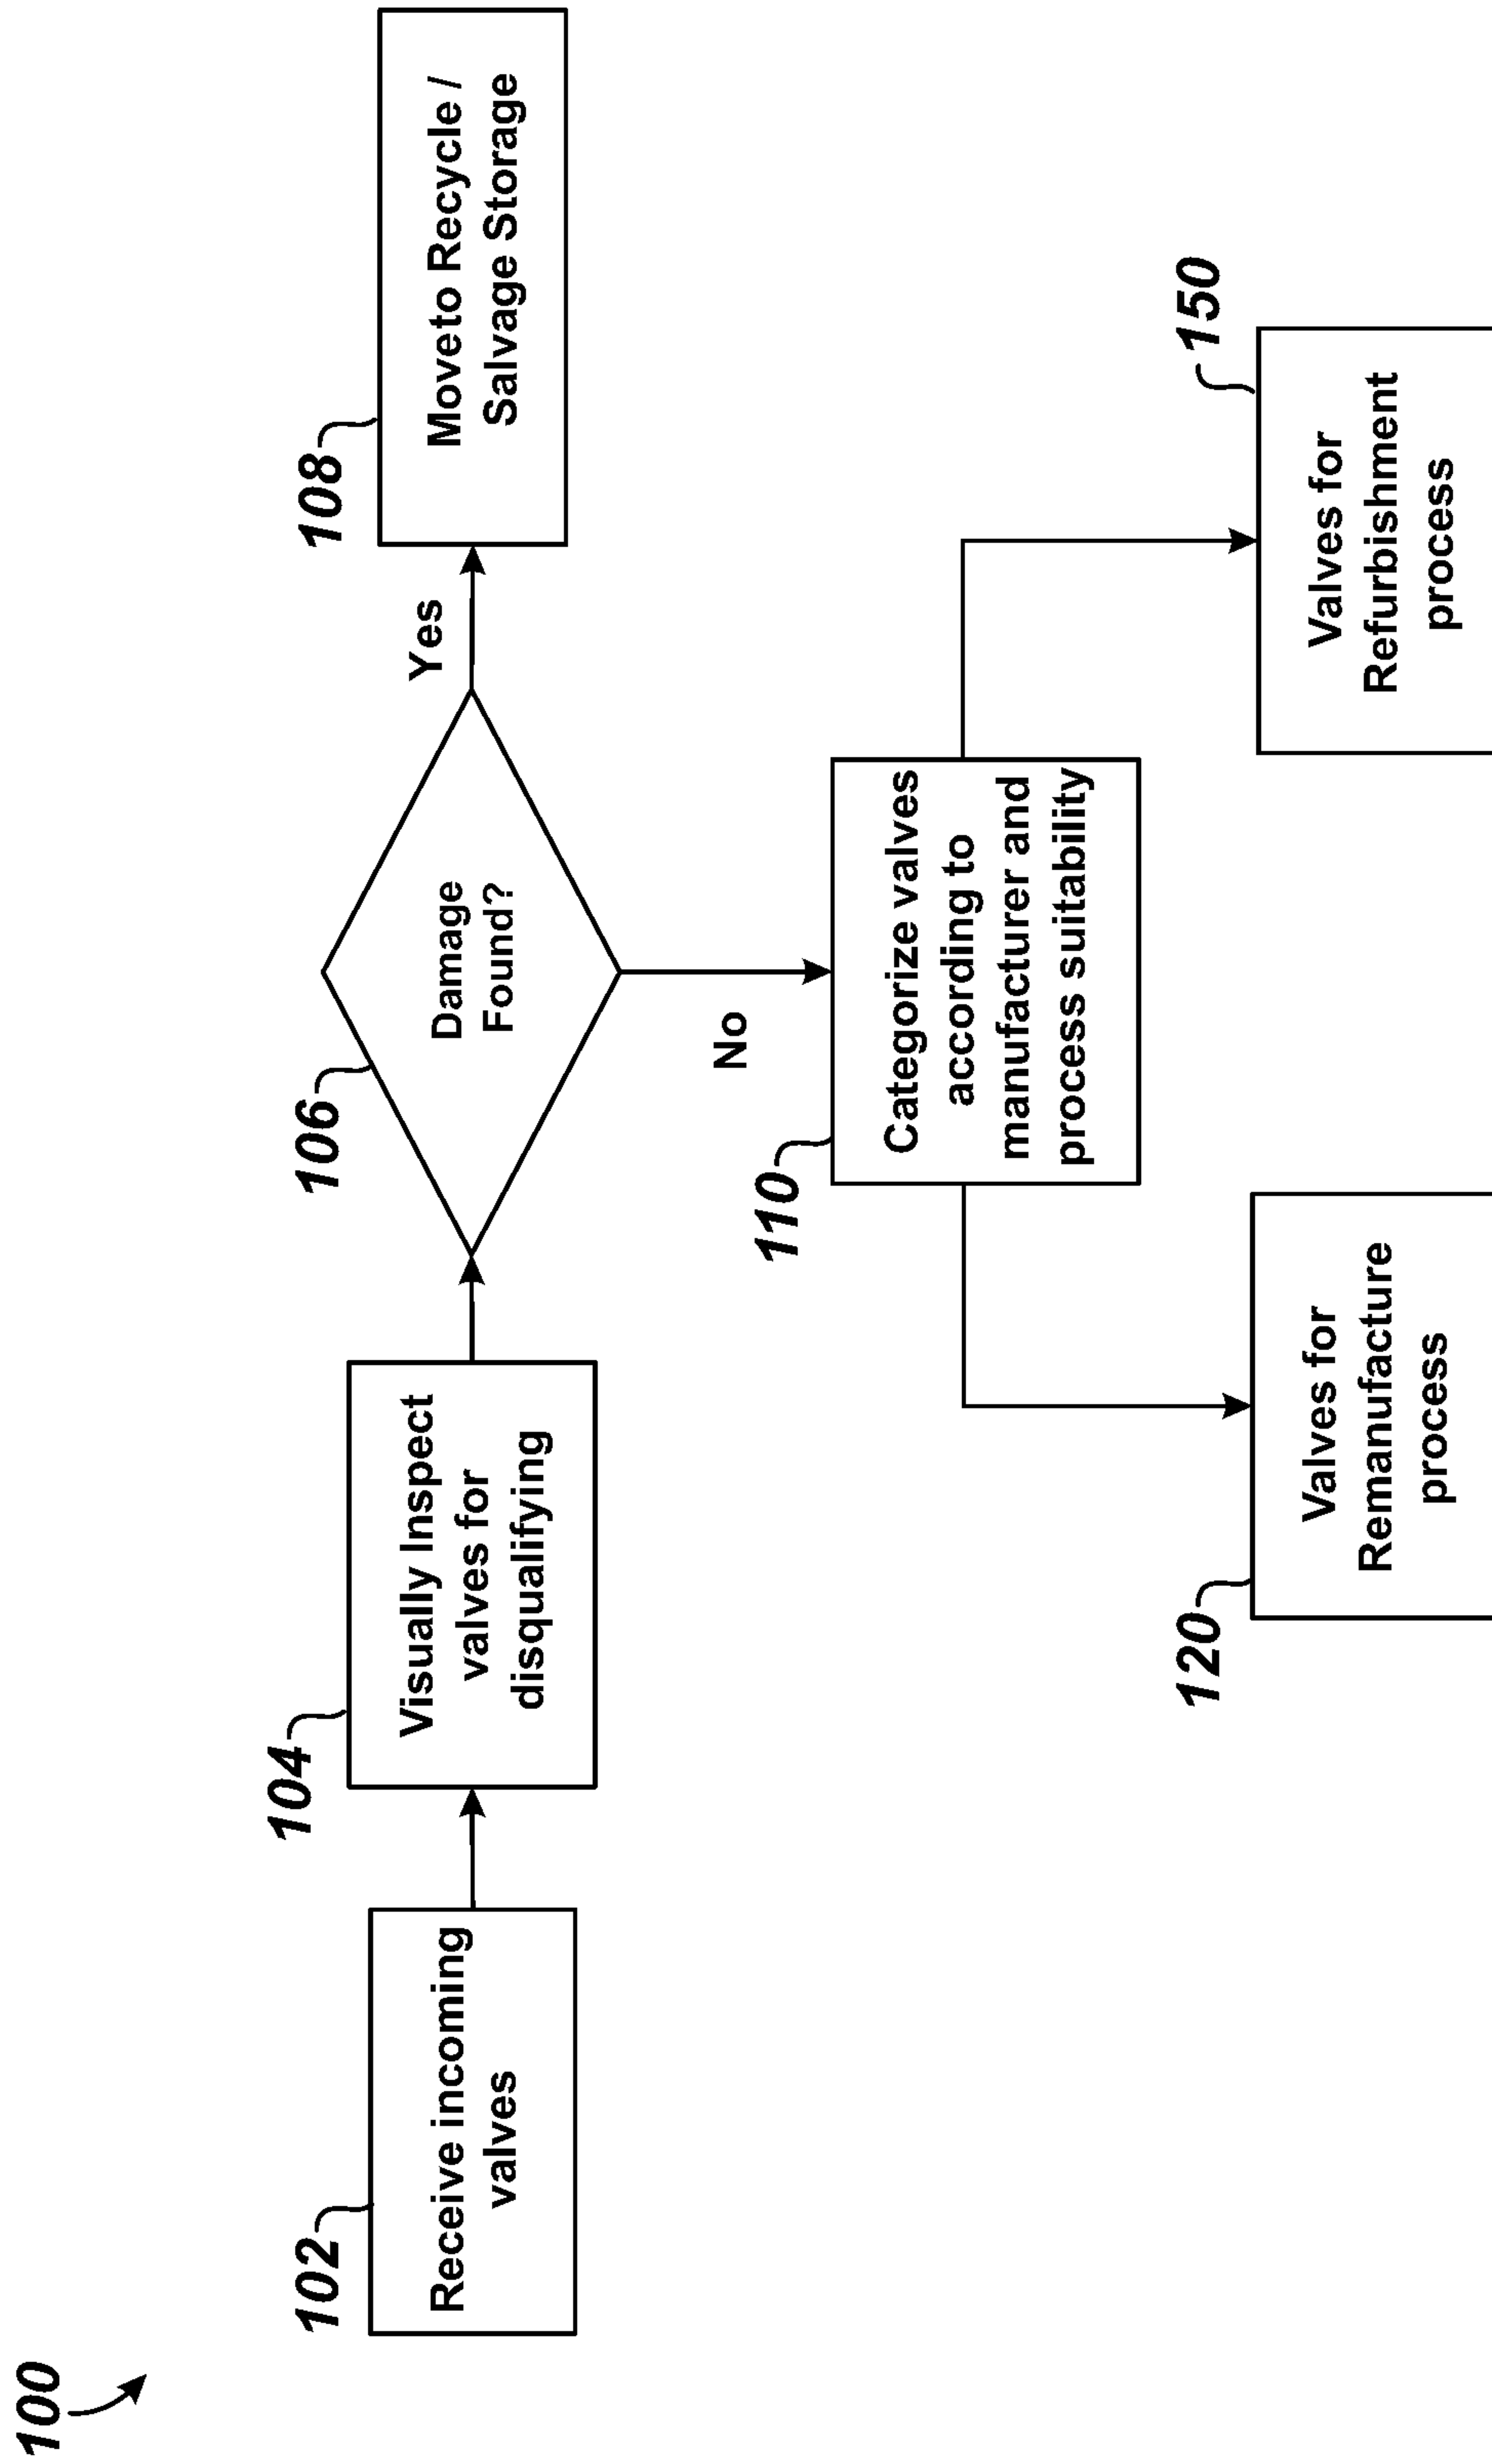 100
102
Receive incoming
valves
104
Visually Inspect
valves for
disqualifying
106
Damage
Found?
Yes
108
Moveto Recycle /
Salvage Storage
No
110
Categorize valves
according to
manufacturer and
process suitability
120
Valves for
Remanufacture
process
150
Valves for
Refurbishment
process